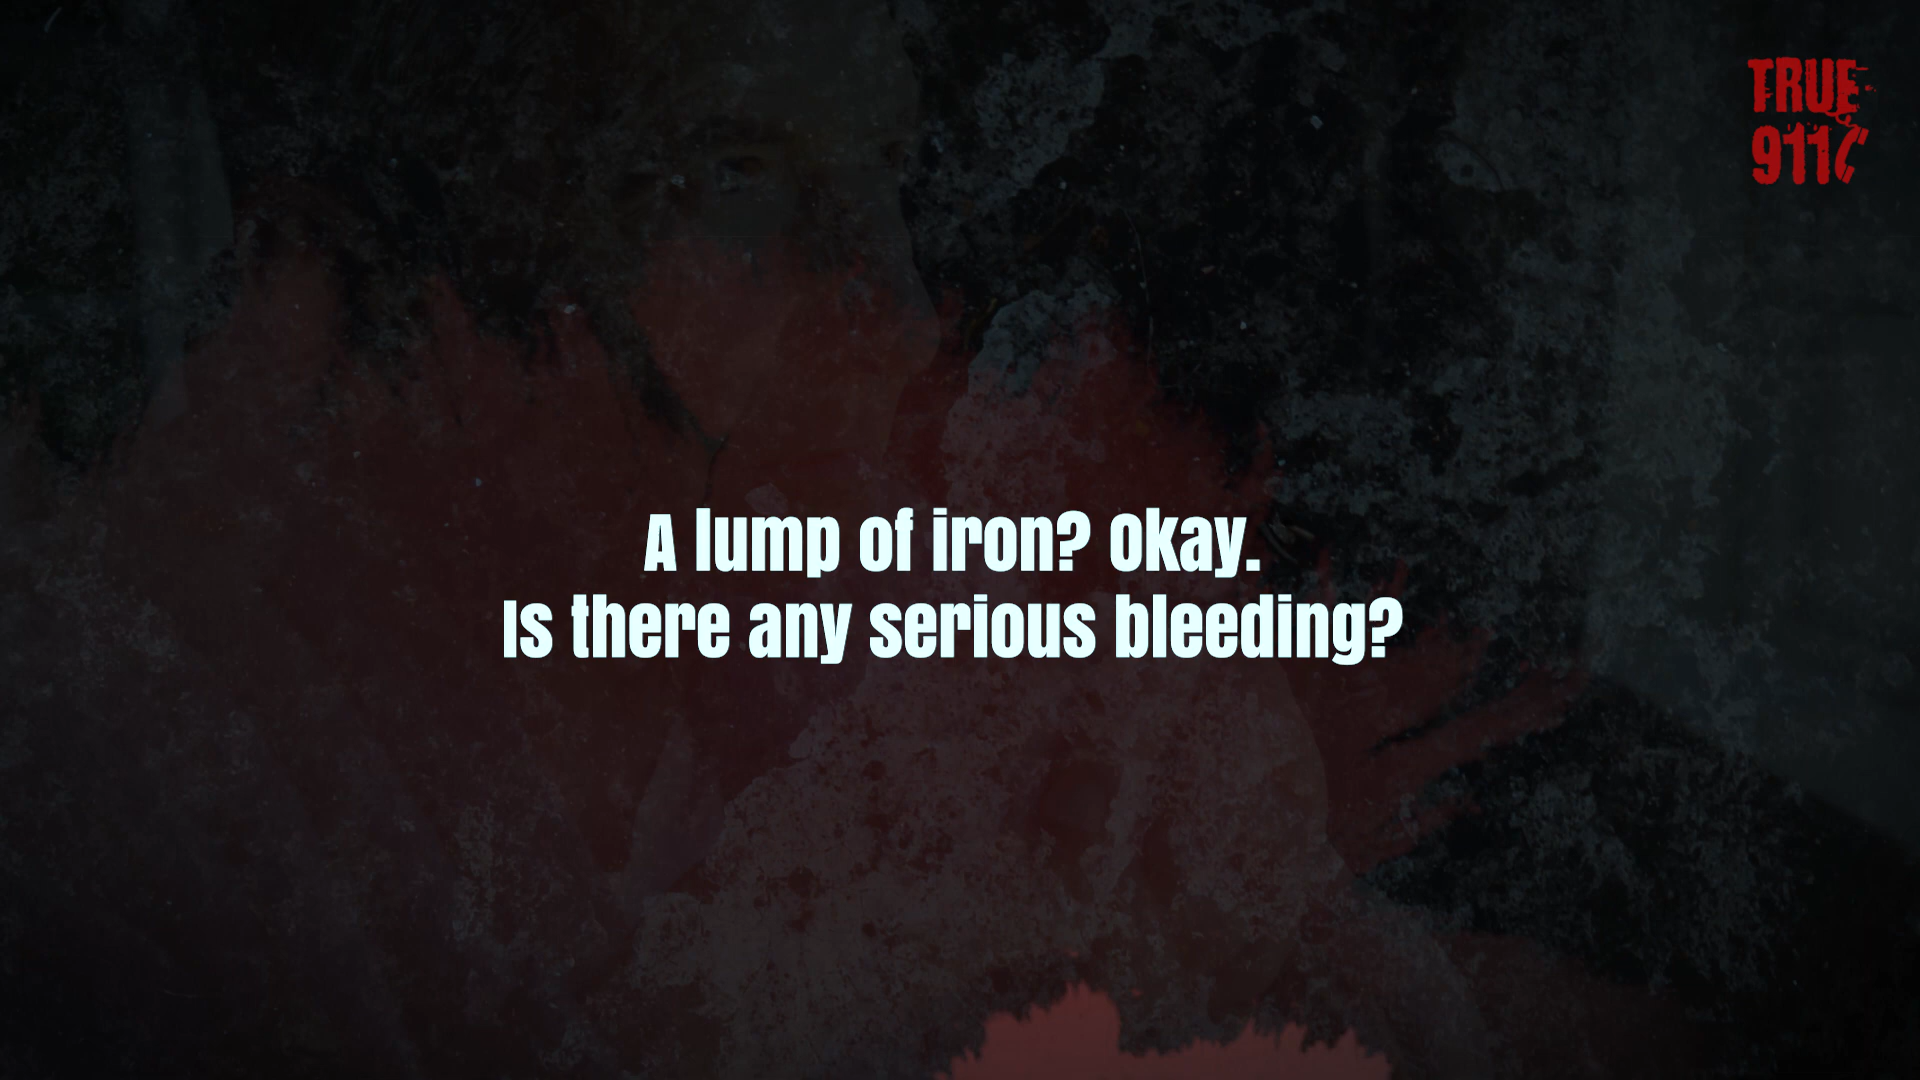 TRUE
911
A lump of iron? Okay.
Is there any serious bleeding?